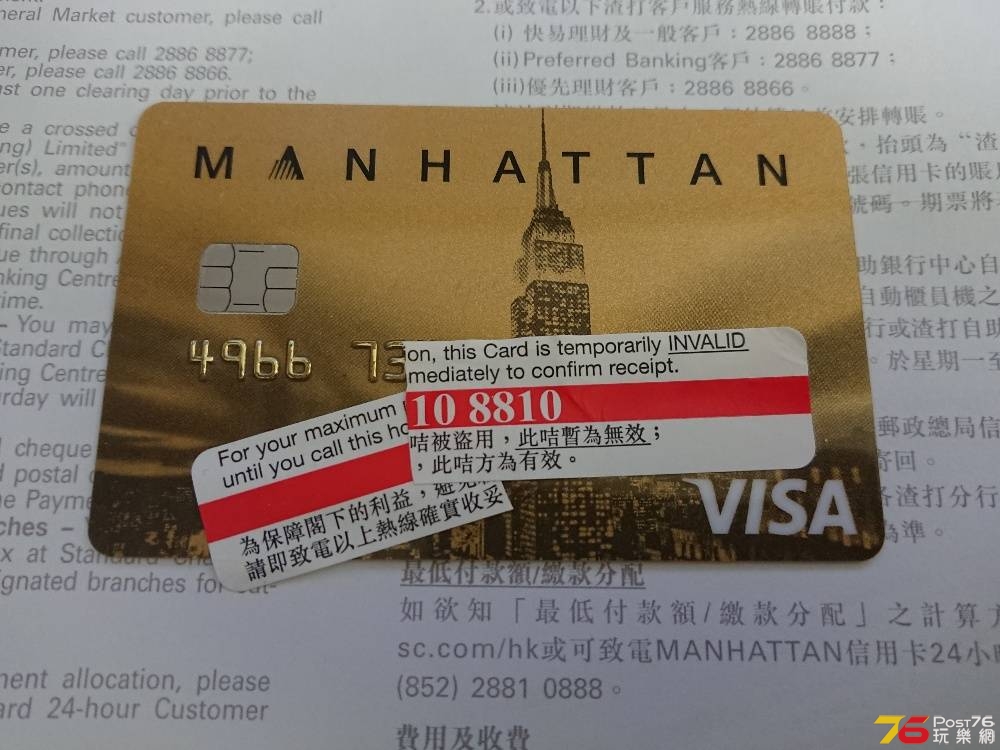 neral Market customer, please call
mer, please call 2886 8877;
er, please call 2886 8866.
ast one clearing day prior to the
e a crossed
ng) Limited"
er(s), amount
contact phone
ues will not
final collectio
ue through
nking Centre
time.
– You may
Standard C
ing Centre
urday will
cheque
d postal
he Payme
ches –
x at Standard
signated branches for
ment allocation, please
ard 24-hour Customer
2.或致電以下渣打客戶服務熱線轉賬付款：
(i) 快易理財及一般客戶：2886 8888；
(ii)Preferred Banking客戶：2886 8877；
(iii)優先理財客戶：2886 8866。
安排轉賬。
，抬頭為“渣
張信用卡的賬
號碼。期票將
助銀行中心自
自動櫃員機之
行或渣打自助
。於星期一至
郵政總局信
寄回。
各渣打分行
為準。
MANHATTAN
4966 73
on, this Card is temporarily INVALID
mediately to confirm receipt.
10 8810
咭被盜用，此咭暫為無效；
，此咭方為有效。
For your maximum
until you call this ho
為保障閣下的利益，避免
請即致電以上熱線確實收妥
VISA
最低付款額/繳款分配
如欲知「最低付款額/繳款分配」之計算方
sc.com/hk或可致電MANHATTAN信用卡24小時
(852) 2881 0888。
費用及收費
76 Post76
玩樂網